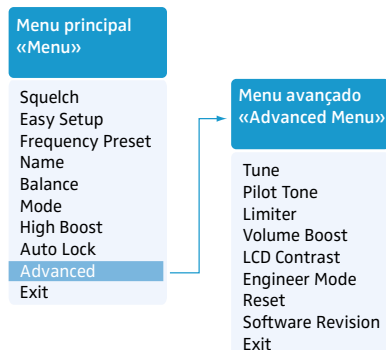 Menu principal
«Menu»
Squelch
Easy Setup
Frequency Preset
Name
Balance
Mode
High Boost
Auto Lock
Advanced
Exit
Menu avançado
«Advanced Menu»
Tune
Pilot Tone
Limiter
Volume Boost
LCD Contrast
Engineer Mode
Reset
Software Revision
Exit